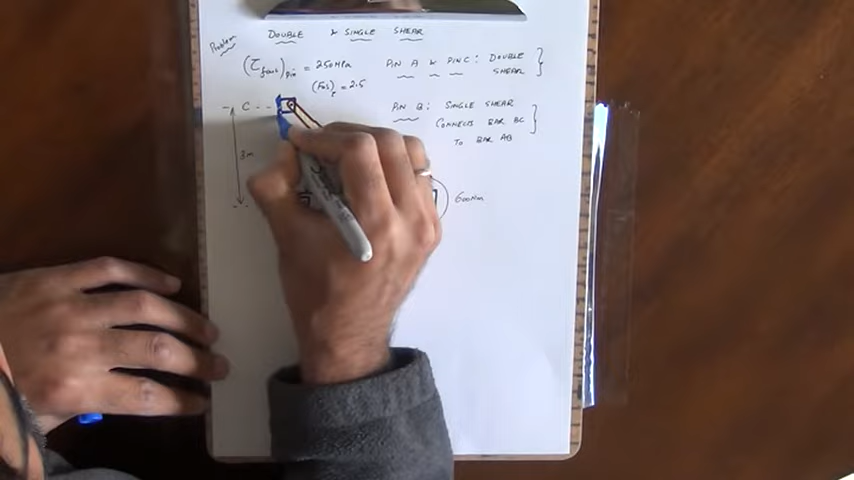 DOUBLE & SINGLE SHEAR
Problem
(τfail)pin = 250MPa
(FoS)τ = 2.5
PIN A & PIN C: DOUBLE SHEAR
PIN B: SINGLE SHEAR
CONNECTS BAR BC
TO BAR AB
C
3m
600Nm